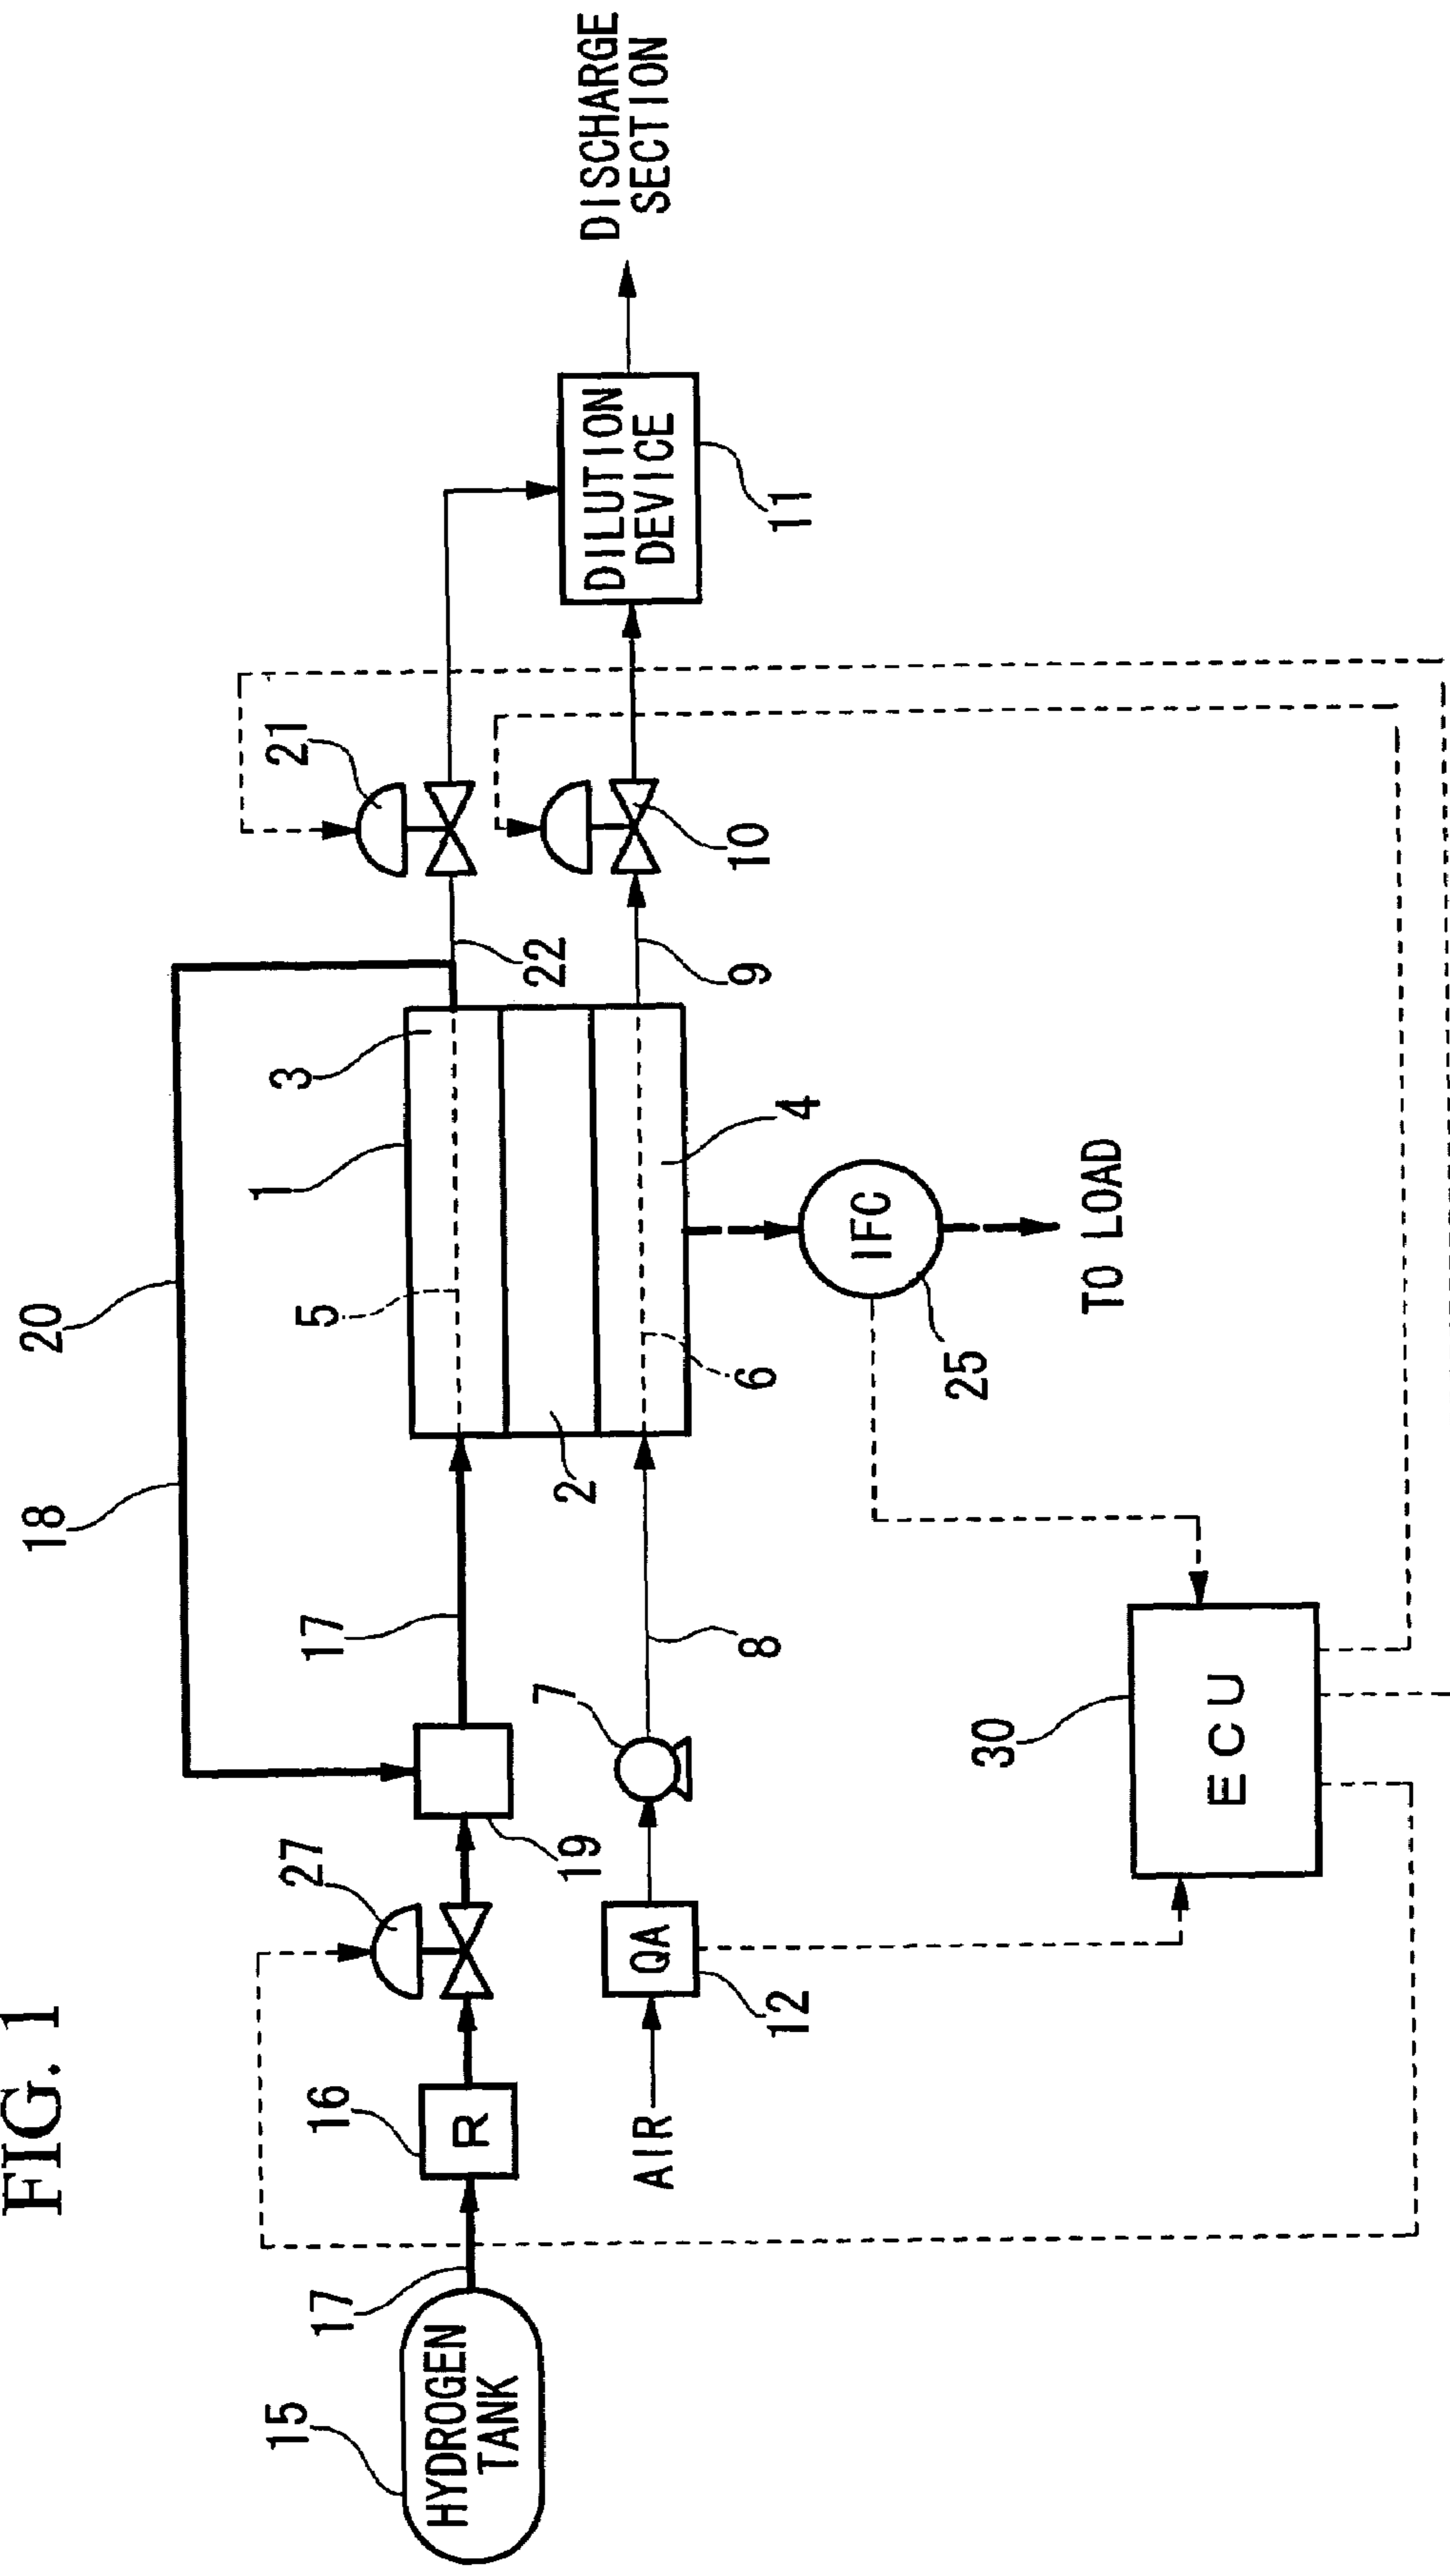 FIG. 1
20
18
15
HYDROGEN
TANK
17
16
R
27
19
17
1
5
3
2
22
21
AIR
QA
12
7
8
6
4
9
10
DILUTION
DEVICE
11
DISCHARGE
SECTION
IFC
25
TO LOAD
30
ECU